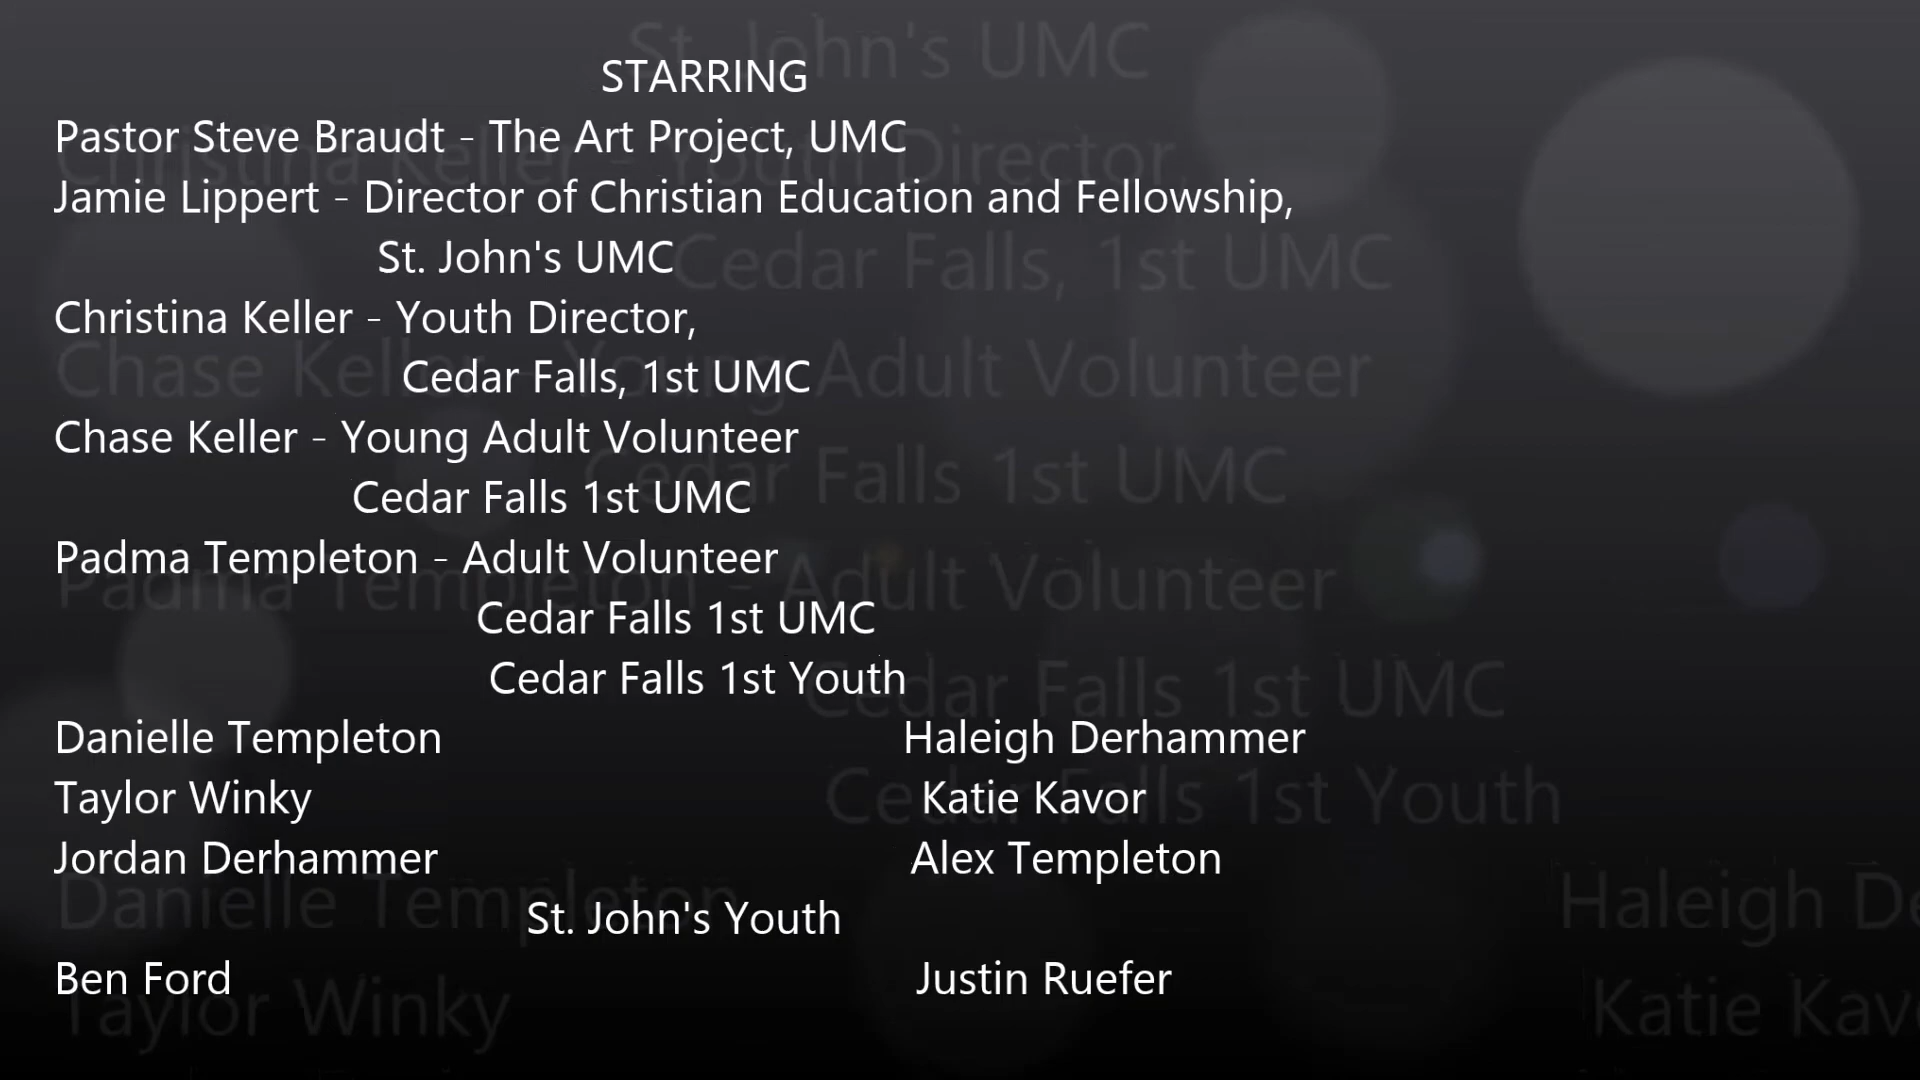 STARRING
Pastor Steve Braudt - The Art Project, UMC
Jamie Lippert - Director of Christian Education and Fellowship,
St. John's UMC
Christina Keller - Youth Director,
Cedar Falls, 1st UMC
Chase Keller - Young Adult Volunteer
Cedar Falls 1st UMC
Padma Templeton - Adult Volunteer
Cedar Falls 1st UMC
Cedar Falls 1st Youth
Danielle Templeton Haleigh Derhammer
Taylor Winky Katie Kavor
Jordan Derhammer Alex Templeton
St. John's Youth
Ben Ford Justin Ruefer